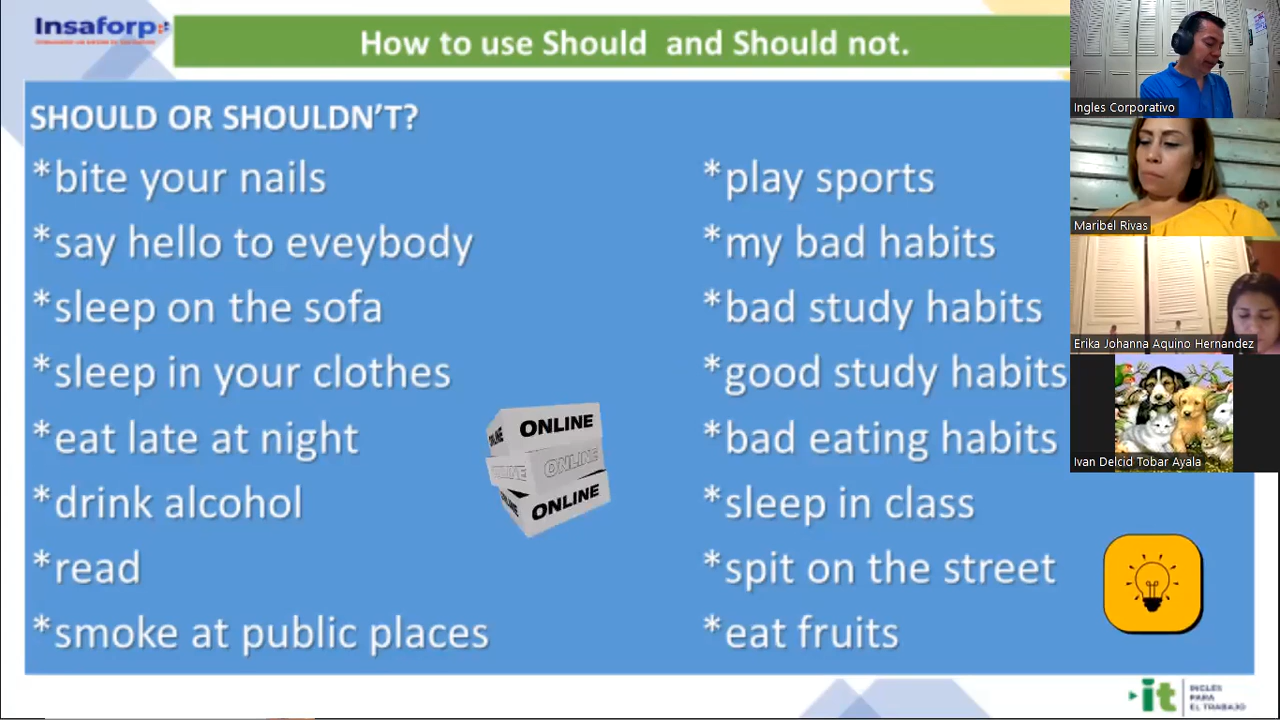 Insaforp
How to use Should and Should not.
SHOULD OR SHOULDN'T?
*bite your nails
*say hello to eveybody
*sleep on the sofa
*sleep in your clothes
*eat late at night
*drink alcohol
*read
*smoke at public places
*play sports
*my bad habits
*bad study habits
*good study habits
*bad eating habits
*sleep in class
*spit on the street
*eat fruits
ONLINE
ONLINE
ONLINE
ONLINE
ONLINE
ONLINE
Ingles Corporativo
Maribel Rivas
Erika Johanna Aquino Hernandez
Ivan Delcid Tobar Ayala
it
INGLES
PARA
EL TRABAJO